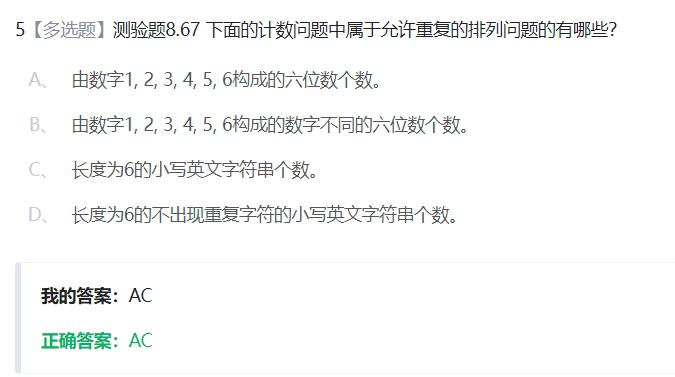 5【多选题】测验题8.67 下面的计数问题中属于允许重复的排列问题的有哪些？
A、 由数字1, 2, 3, 4, 5, 6构成的六位数个数。
B、 由数字1, 2, 3, 4, 5, 6构成的数字不同的六位数个数。
C、 长度为6的小写英文字符串个数。
D、 长度为6的不出现重复字符的小写英文字符串个数。
我的答案：AC
正确答案：AC